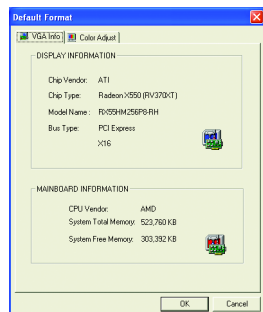 Default Format
VGA Info Color Adjust
DISPLAY INFORMATION
Chip Vendor: ATI
Chip Type: Radeon X550 (RV370XT)
Model Name: RX55HM256P8-RH
Bus Type: PCI Express
X16
MAINBOARD INFORMATION
CPU Vendor: AMD
System Total Memory: 523,760 KB
System Free Memory: 303,392 KB
OK Cancel